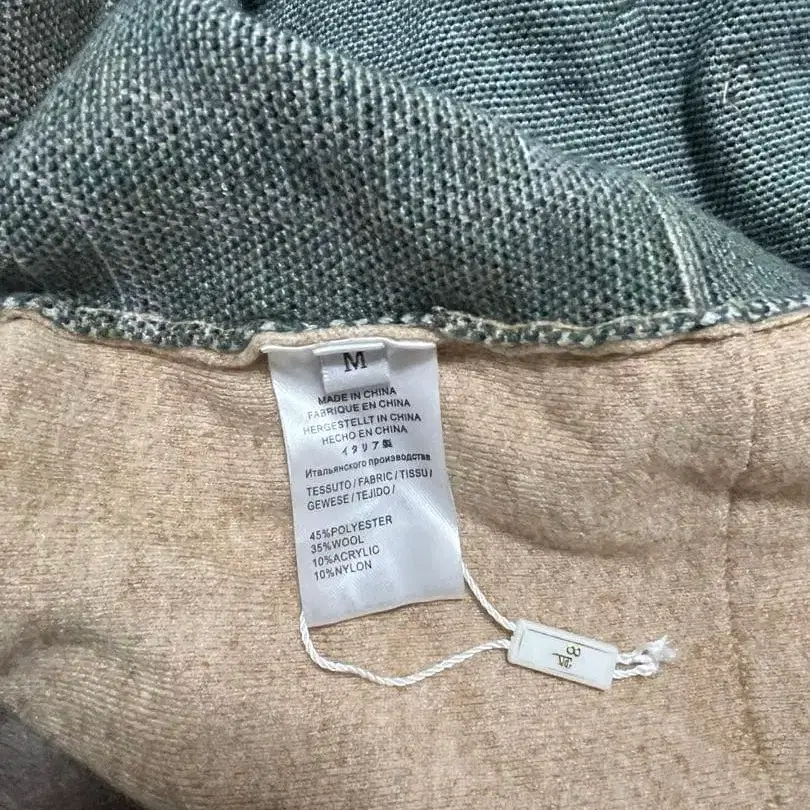 M
MADE IN CHINA
FABRIQUE EN CHINA
HERGESTELLT IN CHINA
HECHO EN CHINA
イタリア製
Итальянского производства
TESSUTO / FABRIC / TISSU /
GEWESE / TEJIDO /
45%POLYESTER
35%WOOL
10%ACRYLIC
10%NYLON